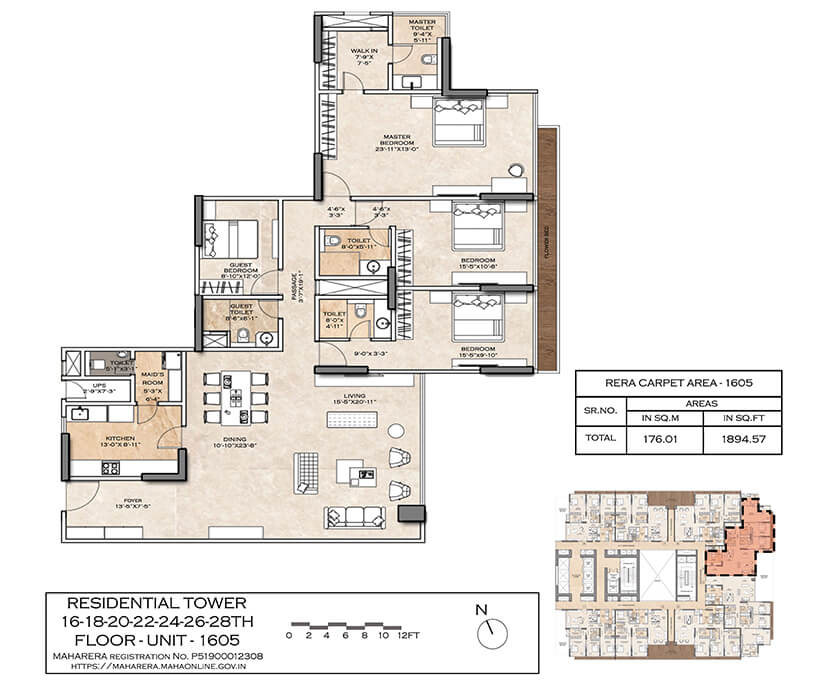 MASTER
TOILET
9'-4"X
5'-11"
WALK IN
7'-9"X
7'-5"
MASTER
BEDROOM
23'-11"X13'-0"
4'-6"X
3'-3"
4'-6"X
3'-3"
TOILET
8'-0"X5'-11"
BEDROOM
15'-5"X10'-8"
FLOWER BED
GUEST
BEDROOM
8'-10"X12'-0"
PASSAGE
3'-7"X19'-1"
GUEST
TOILET
8'-6"X6'-1"
TOILET
8'-0"X
4'-11"
9'-0"X 3'-3"
BEDROOM
15'-5"X9'-10"
TOILET
5'-1"X3'-1"
MAID'S
ROOM
5'-3"X
6'-4"
UPS
2'-9"X7'-3"
LIVING
15'-5"X20'-11"
KITCHEN
13'-0"X 8'-11"
DINING
10'-10"X23'-8"
FOYER
13'-5"X7'-5"
RERA CARPET AREA - 1605
SR.NO. AREAS
IN SQ.M IN SQ.FT
TOTAL 176.01 1894.57
RESIDENTIAL TOWER
16-18-20-22-24-26-28TH
FLOOR - UNIT - 1605
MAHARERA REGISTRATION NO. P51900012308
HTTPS://MAHARERA.MAHAONLINE.GOV.IN
0 2 4 6 8 10 12FT
N